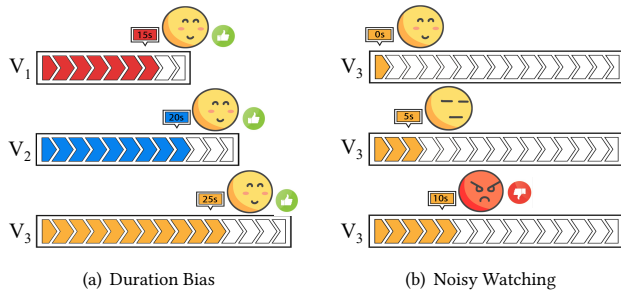 15s
V1
20s
V2
25s
V3
(a) Duration Bias
0s
V3
5s
V3
10s
V3
(b) Noisy Watching